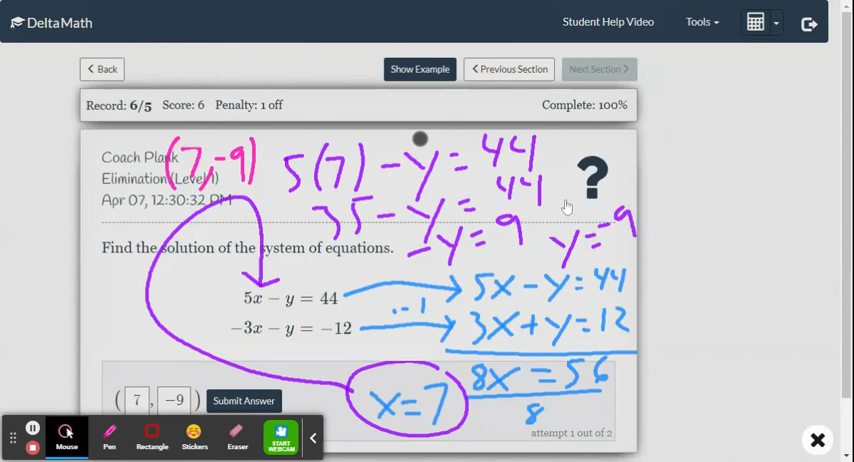 DeltaMath
Student Help Video
Tools
< Back
Show Example
< Previous Section
Next Section >
Record: 6/5 Score: 6 Penalty: 1 off
Complete: 100%
Coach Plank
Elimination (Level 1)
Apr 07, 12:30:32 PM
(7, -9)
5(7) - y = 44
35 - y = 44
-y = 9
y = -9
?
Find the solution of the system of equations.
5x − y = 44
−3x − y = −12
· -1
5x - y = 44
3x + y = 12
8x = 56
8
x = 7
( 7 , −9 )
Submit Answer
attempt 1 out of 2
Mouse
Pen
Rectangle
Stickers
Eraser
START WEBCAM